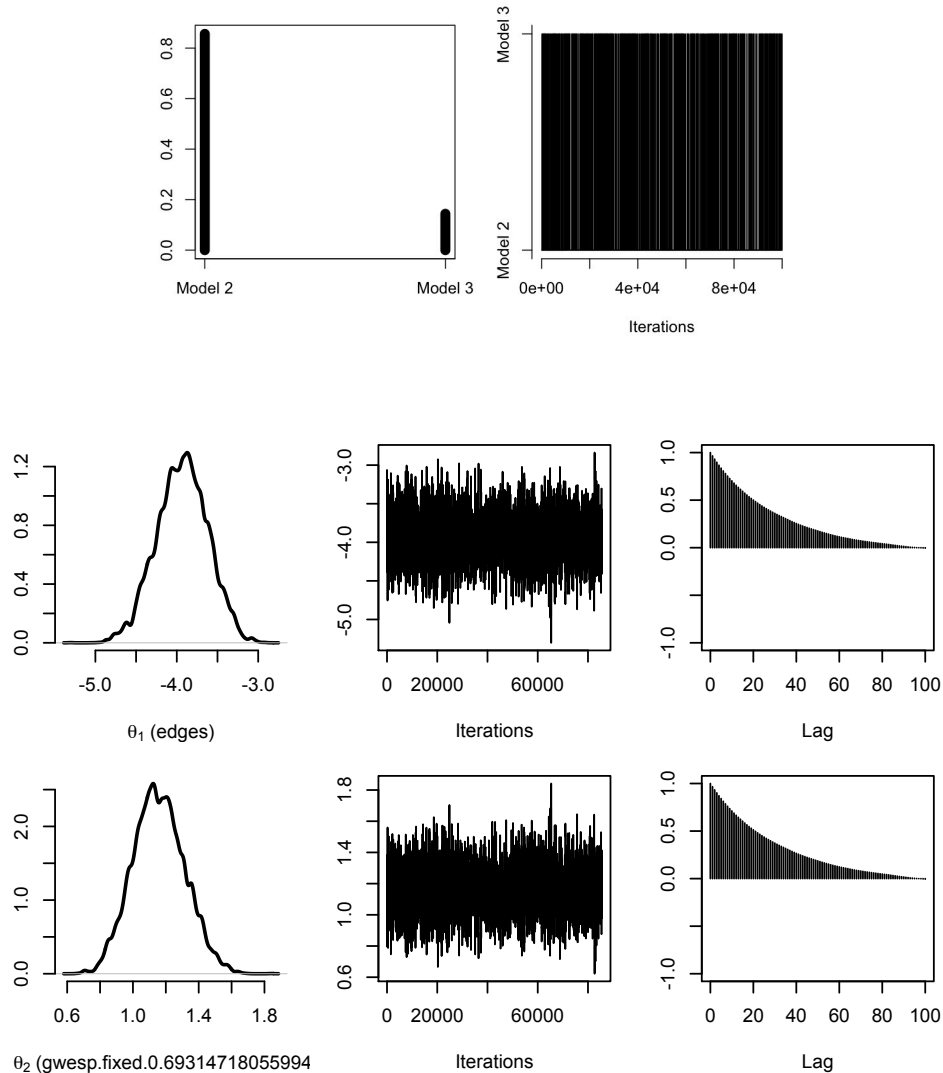 0.0 0.2 0.4 0.6 0.8
Model 2 Model 3
Model 2 Model 3
0e+00 4e+04 8e+04
Iterations
0.0 0.4 0.8 1.2
-5.0 -4.0 -3.0
θ1 (edges)
-5.0 -4.0 -3.0
0 20000 60000
Iterations
-1.0 0.0 0.5 1.0
0 20 40 60 80 100
Lag
0.0 1.0 2.0
0.6 1.0 1.4 1.8
θ2 (gwesp.fixed.0.69314718055994
0.6 1.0 1.4 1.8
0 20000 60000
Iterations
-1.0 0.0 0.5 1.0
0 20 40 60 80 100
Lag